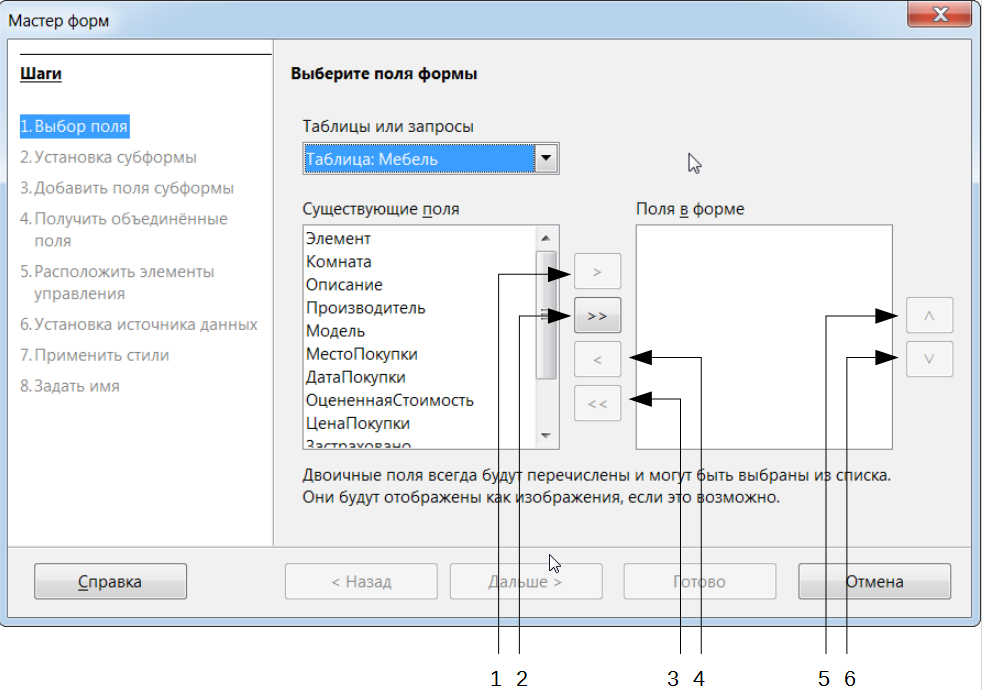 Мастер форм
Шаги
1.Выбор поля
2.Установка субформы
3.Добавить поля субформы
4.Получить объединённые
поля
5.Расположить элементы
управления
6.Установка источника данных
7.Применить стили
8.Задать имя
Выберите поля формы
Таблицы или запросы
Таблица: Мебель
Существующие поля
Элемент
Комната
Описание
Производитель
Модель
МестоПокупки
ДатаПокупки
ОцененнаяСтоимость
ЦенаПокупки
Застраховано
>
>>
<
<<
Поля в форме
Двоичные поля всегда будут перечислены и могут быть выбраны из списка.
Они будут отображены как изображения, если это возможно.
Справка
< Назад
Дальше >
Готово
Отмена
1 2 3 4 5 6